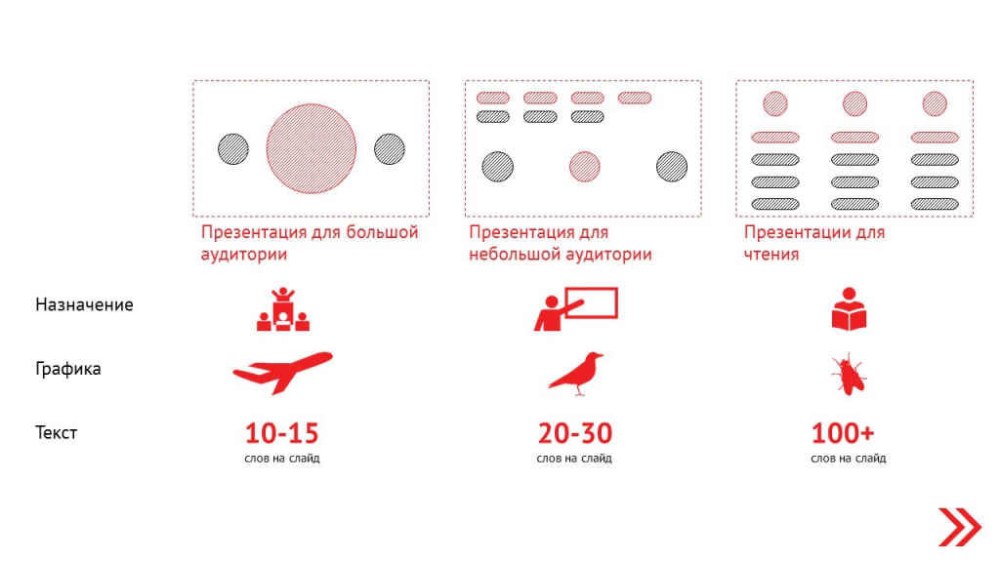 Презентация для большой
аудитории
Презентация для
небольшой аудитории
Презентации для
чтения
Назначение
Графика
Текст
10-15
слов на слайд
20-30
слов на слайд
100+
слов на слайд